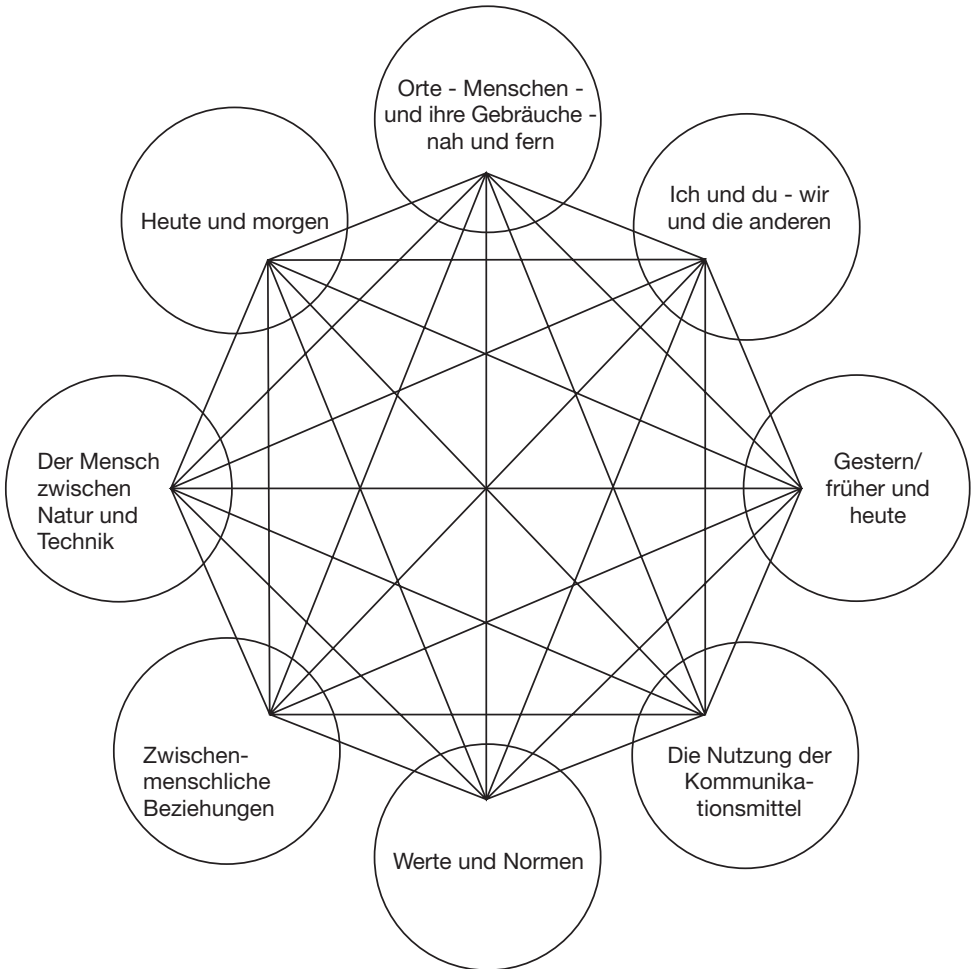 Orte - Menschen -
und ihre Gebräuche -
nah und fern
Ich und du - wir
und die anderen
Heute und morgen
Gestern/
früher und
heute
Der Mensch
zwischen
Natur und
Technik
Die Nutzung der
Kommunika-
tionsmittel
Zwischen-
menschliche
Beziehungen
Werte und Normen